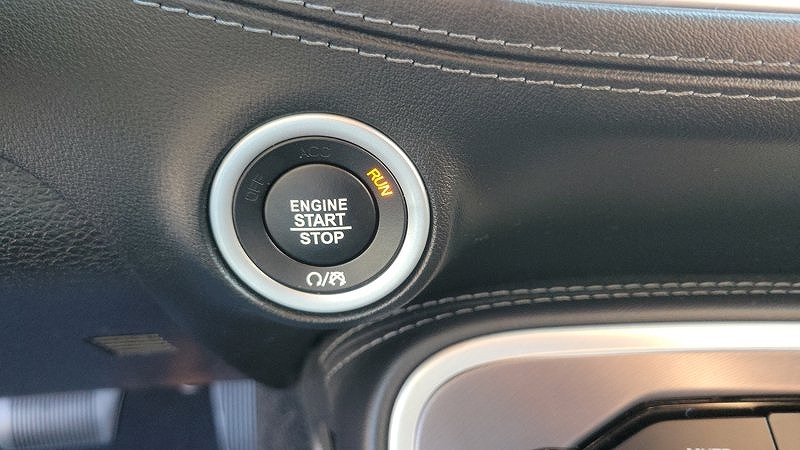 OFF ACC RUN
ENGINE
START
STOP